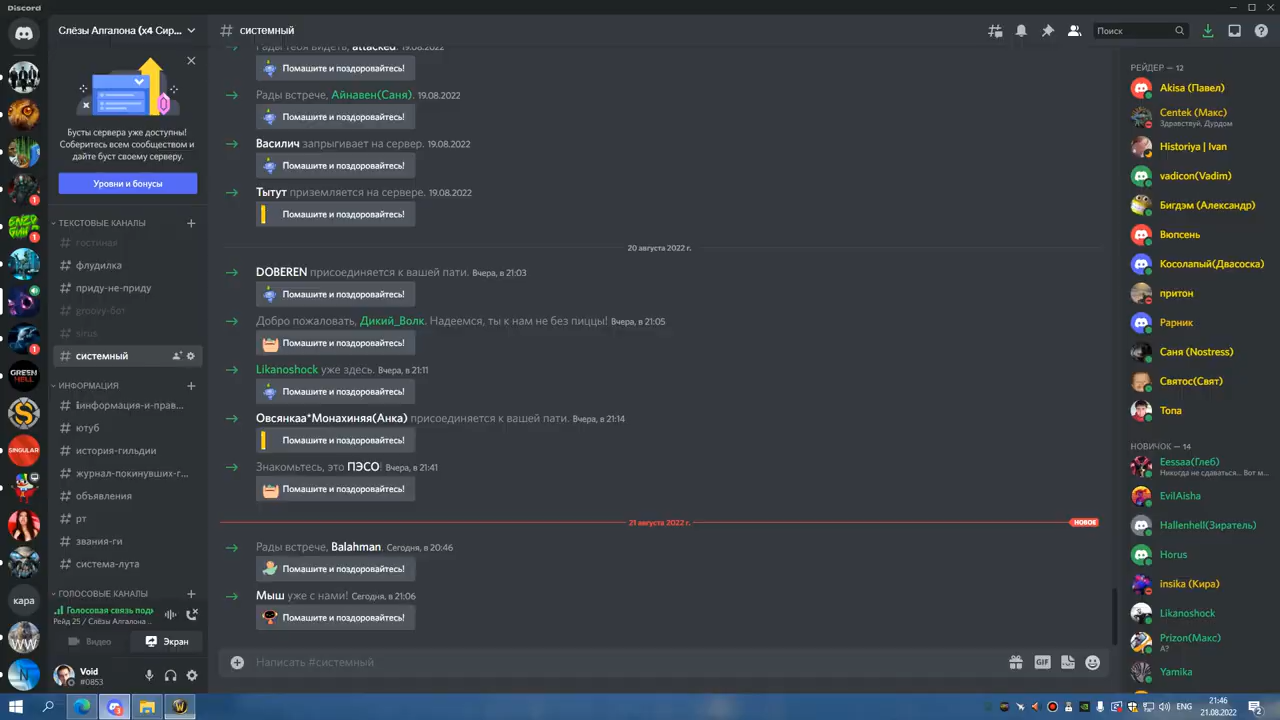 Discord
Слёзы Алгалона (x4 Сир...
Бусты сервера уже доступны!
Соберитесь всем сообществом и
дайте буст своему серверу.
Уровни и бонусы
ТЕКСТОВЫЕ КАНАЛЫ
гостиная
флудилка
приду-не-приду
groovy-бот
sirus
системный
ИНФОРМАЦИЯ
информация-и-прав...
ютуб
история-гильдии
журнал-покинувших-г...
объявления
рт
звания-ги
система-лута
ГОЛОСОВЫЕ КАНАЛЫ
Голосовая связь подк
Рейд 25 / Слёзы Алгалона ...
Видео
Экран
Void
#0853
1
1
1
GREEN HELL
SINGULAR
кара
WW
N
системный
Поиск
Рады тебя видеть, attacked. 19.08.2022
Помашите и поздоровайтесь!
Рады встрече, Айнавен(Саня). 19.08.2022
Помашите и поздоровайтесь!
Василич запрыгивает на сервер. 19.08.2022
Помашите и поздоровайтесь!
Тытут приземляется на сервере. 19.08.2022
Помашите и поздоровайтесь!
20 августа 2022 г.
DOBEREN присоединяется к вашей пати. Вчера, в 21:03
Помашите и поздоровайтесь!
Добро пожаловать, Дикий_Волк. Надеемся, ты к нам не без пиццы! Вчера, в 21:05
Помашите и поздоровайтесь!
Likanoshock уже здесь. Вчера, в 21:11
Помашите и поздоровайтесь!
Овсянкаа*Монахиняя(Анка) присоединяется к вашей пати. Вчера, в 21:14
Помашите и поздоровайтесь!
Знакомьтесь, это ПЭСО! Вчера, в 21:41
Помашите и поздоровайтесь!
21 августа 2022 г.
НОВОЕ
Рады встрече, Balahman. Сегодня, в 20:46
Помашите и поздоровайтесь!
Мыш уже с нами! Сегодня, в 21:06
Помашите и поздоровайтесь!
Написать #системный
GIF
РЕЙДЕР — 12
Akisa (Павел)
Centek (Макс)
Здравствуй, Дурдом
Historiya | Ivan
vadicon(Vadim)
Бигдэм (Александр)
Вюпсень
Косолапый(Двасоска)
притон
Рарник
Саня (Nostress)
Святос(Свят)
Топа
НОВИЧОК — 14
Eessaa(Глеб)
Никогда не сдаваться... Вот м...
EvilAisha
Hallenhell(Зиратель)
Horus
insika (Кира)
Likanoshock
Prizon(Макс)
А?
Yamika
ENG
21:46
21.08.2022
2